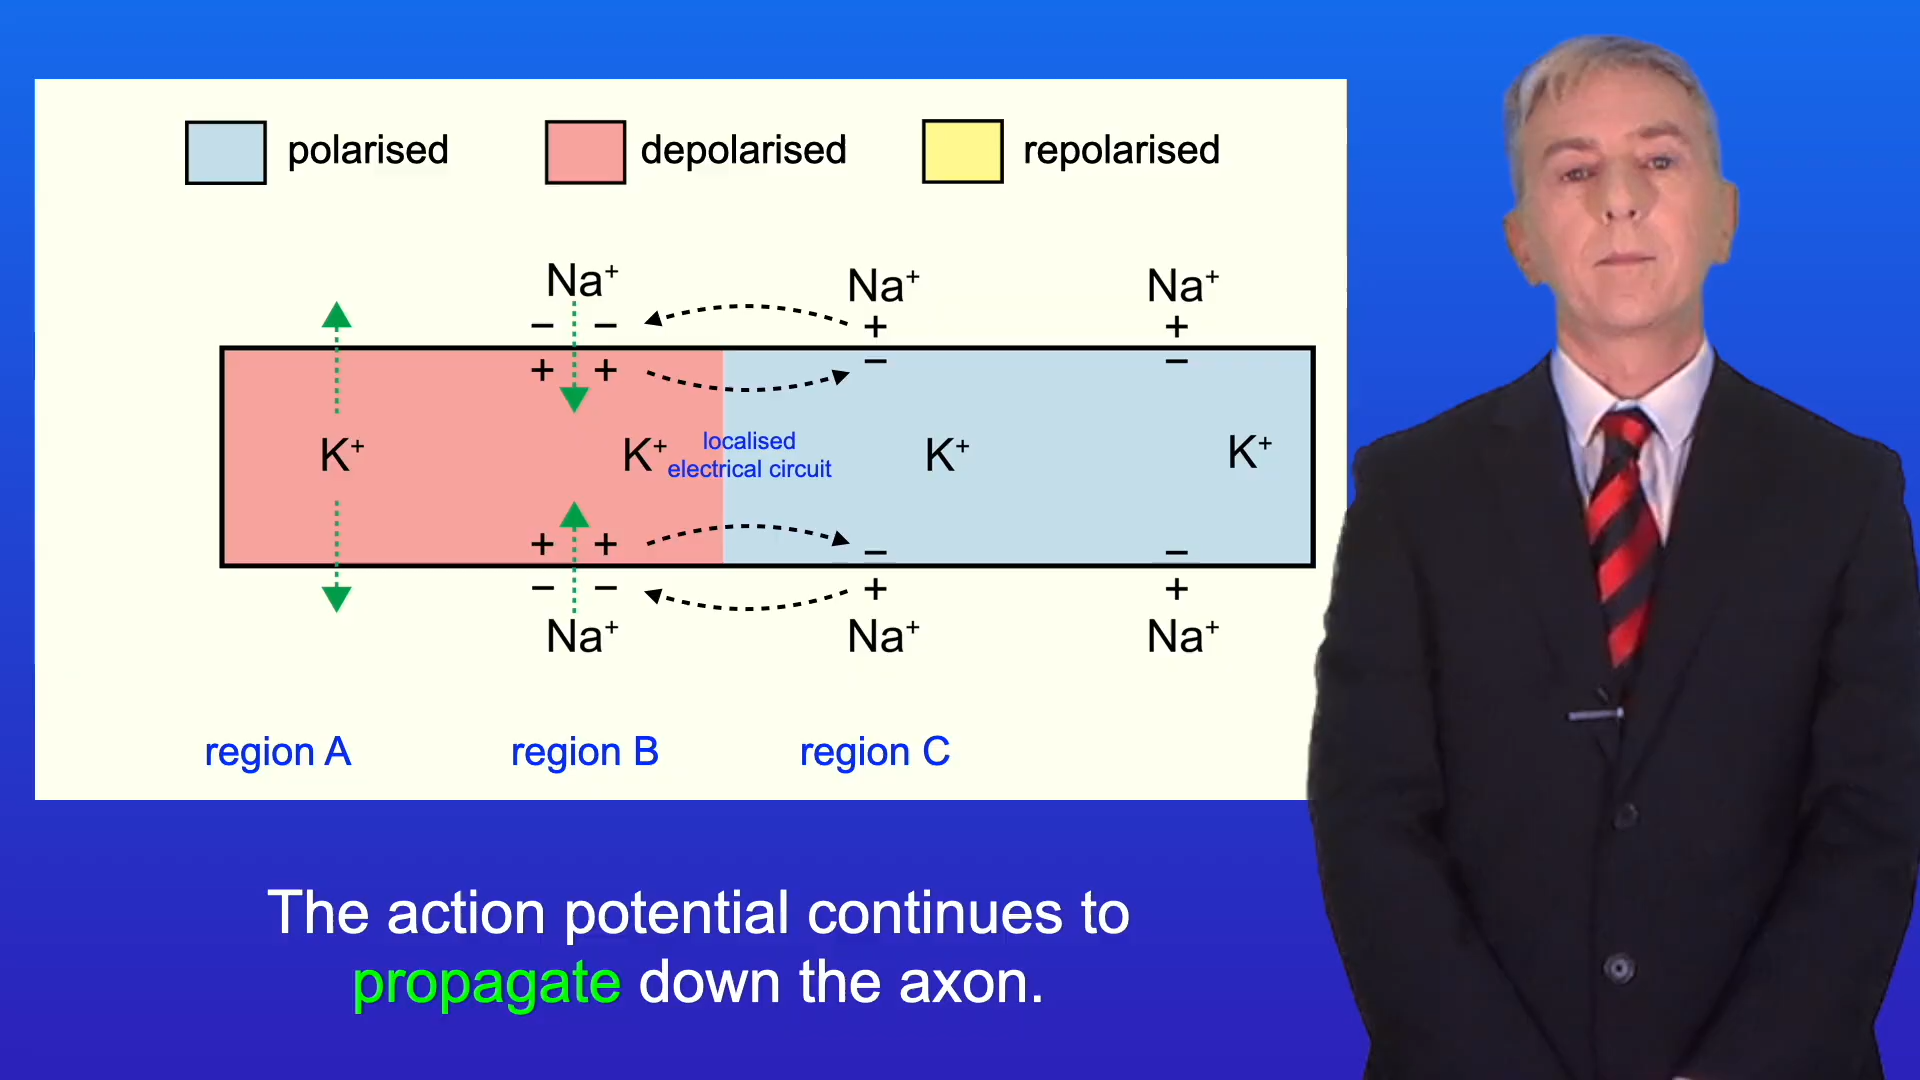 polarised depolarised repolarised
Na⁺ Na⁺ Na⁺
− − + +
+ + − −
K⁺ K⁺ localised electrical circuit K⁺ K⁺
+ + − −
− − + +
Na⁺ Na⁺ Na⁺
region A region B region C
The action potential continues to
propagate down the axon.